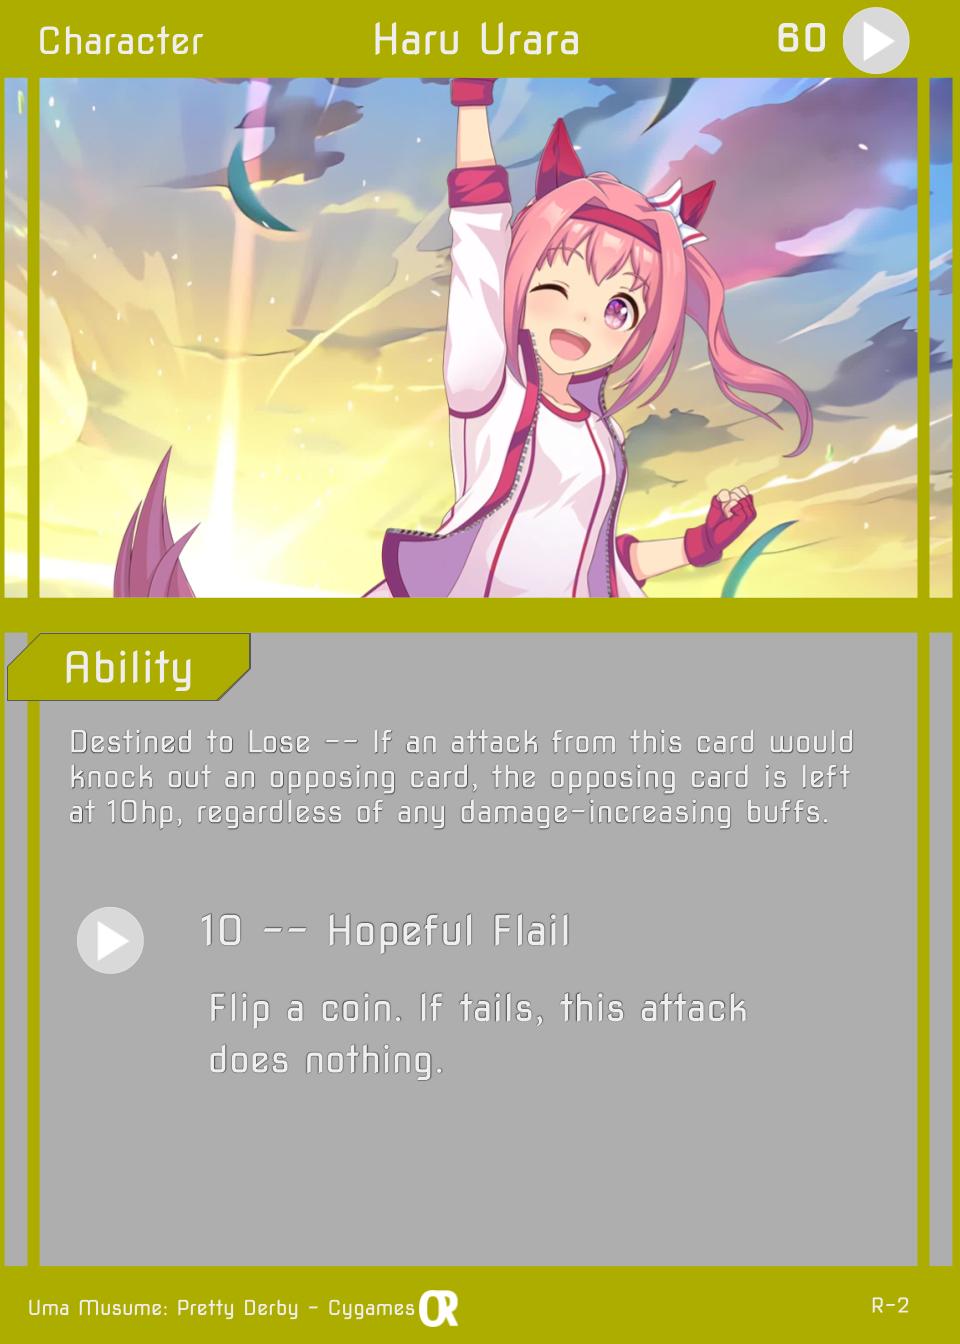 Character
Haru Urara
60
Ability
Destined to Lose -- If an attack from this card would
knock out an opposing card, the opposing card is left
at 10hp, regardless of any damage-increasing buffs.
10 -- Hopeful Flail
Flip a coin. If tails, this attack
does nothing.
Uma Musume: Pretty Derby - Cygames OR
R-2